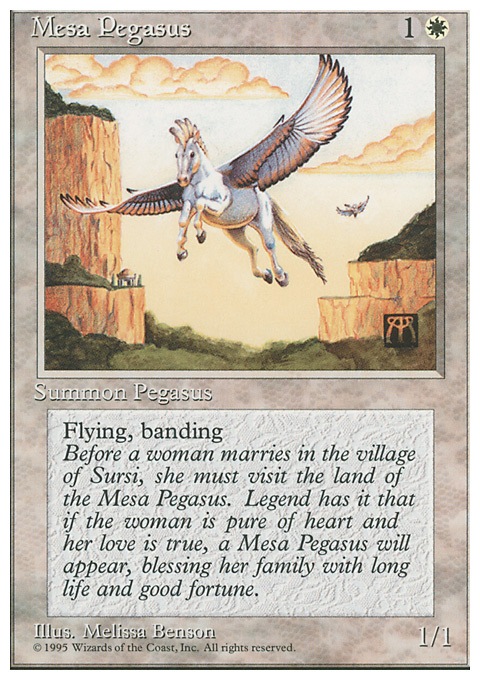 Mesa Pegasus 1
Summon Pegasus
Flying, banding
Before a woman marries in the village
of Sursi, she must visit the land of
the Mesa Pegasus. Legend has it that
if the woman is pure of heart and
her love is true, a Mesa Pegasus will
appear, blessing her family with long
life and good fortune.
Illus. Melissa Benson
1/1
© 1995 Wizards of the Coast, Inc. All rights reserved.